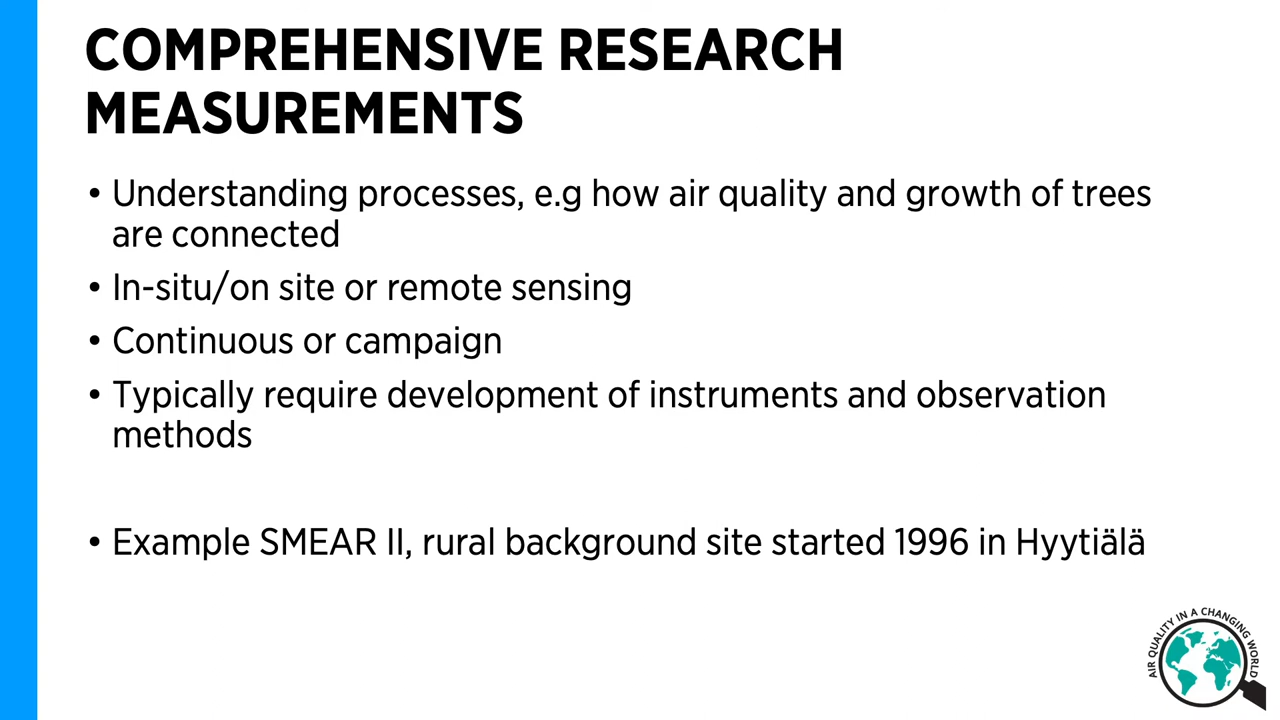 COMPREHENSIVE RESEARCH
MEASUREMENTS
• Understanding processes, e.g how air quality and growth of trees
are connected
• In-situ/on site or remote sensing
• Continuous or campaign
• Typically require development of instruments and observation
methods
• Example SMEAR II, rural background site started 1996 in Hyytiälä
AIR QUALITY IN A CHANGING WORLD